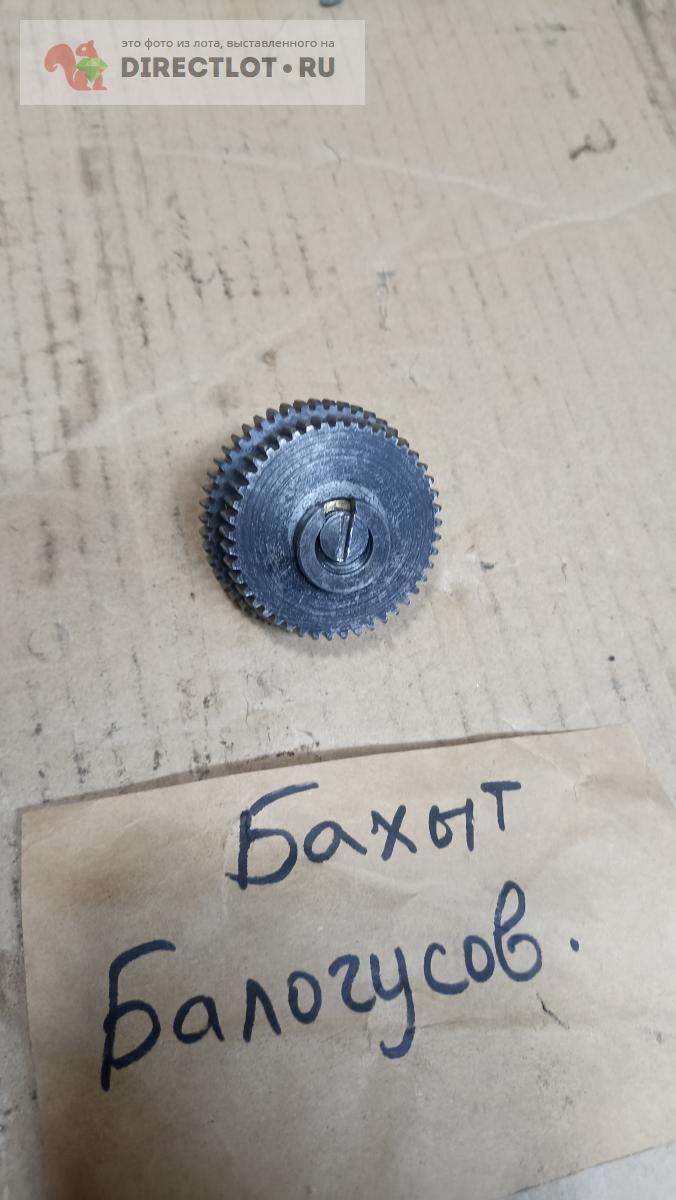 это фото из лота, выставленного на
DIRECTLOT•RU
Бахыт
Балогусов.